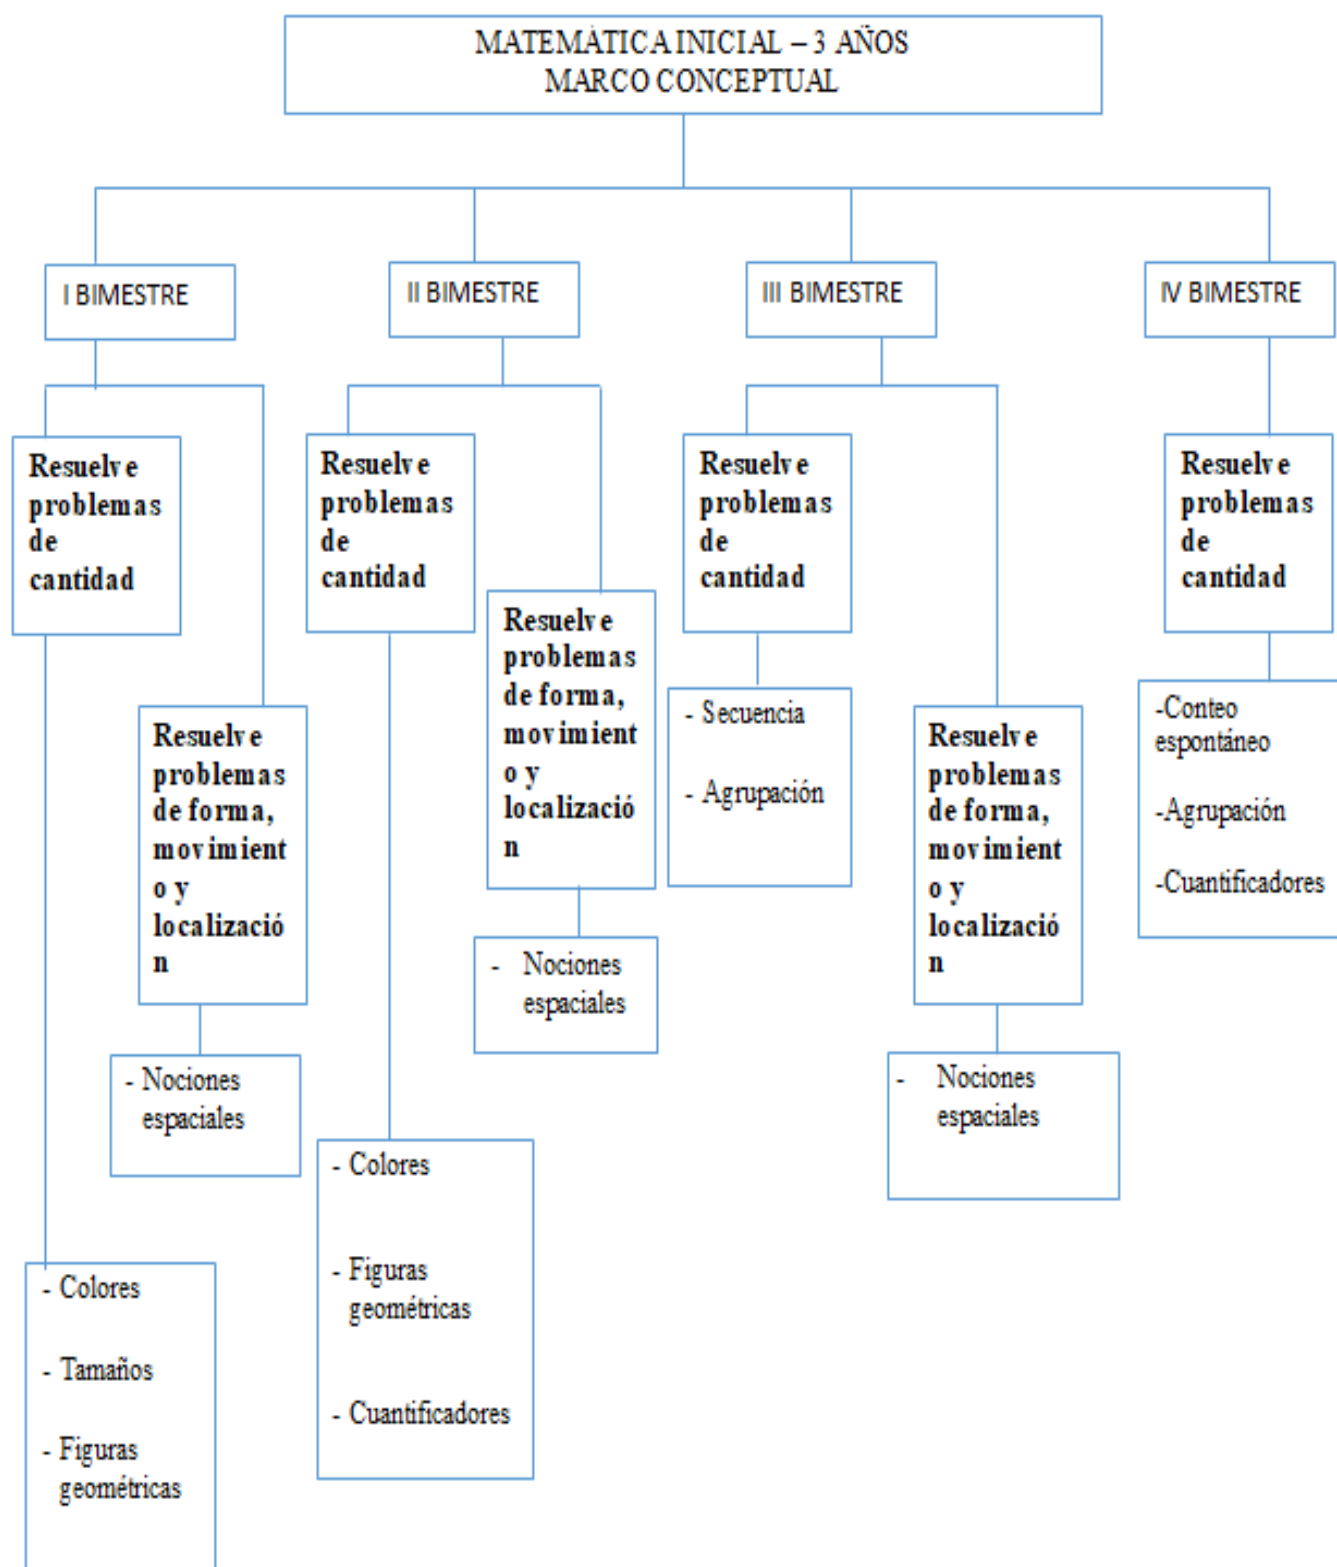 MATEMÁTICA INICIAL – 3 AÑOS
MARCO CONCEPTUAL
I BIMESTRE
II BIMESTRE
III BIMESTRE
IV BIMESTRE
Resuelve
problemas
de
cantidad
Resuelve
problemas
de forma,
movimient
o y
localizació
n
- Nociones
espaciales
- Colores
- Tamaños
- Figuras
geométricas
Resuelve
problemas
de
cantidad
Resuelve
problemas
de forma,
movimient
o y
localizació
n
- Nociones
espaciales
- Colores
- Figuras
geométricas
- Cuantificadores
Resuelve
problemas
de
cantidad
- Secuencia
- Agrupación
Resuelve
problemas
de forma,
movimient
o y
localizació
n
- Nociones
espaciales
Resuelve
problemas
de
cantidad
-Conteo
espontáneo
-Agrupación
-Cuantificadores